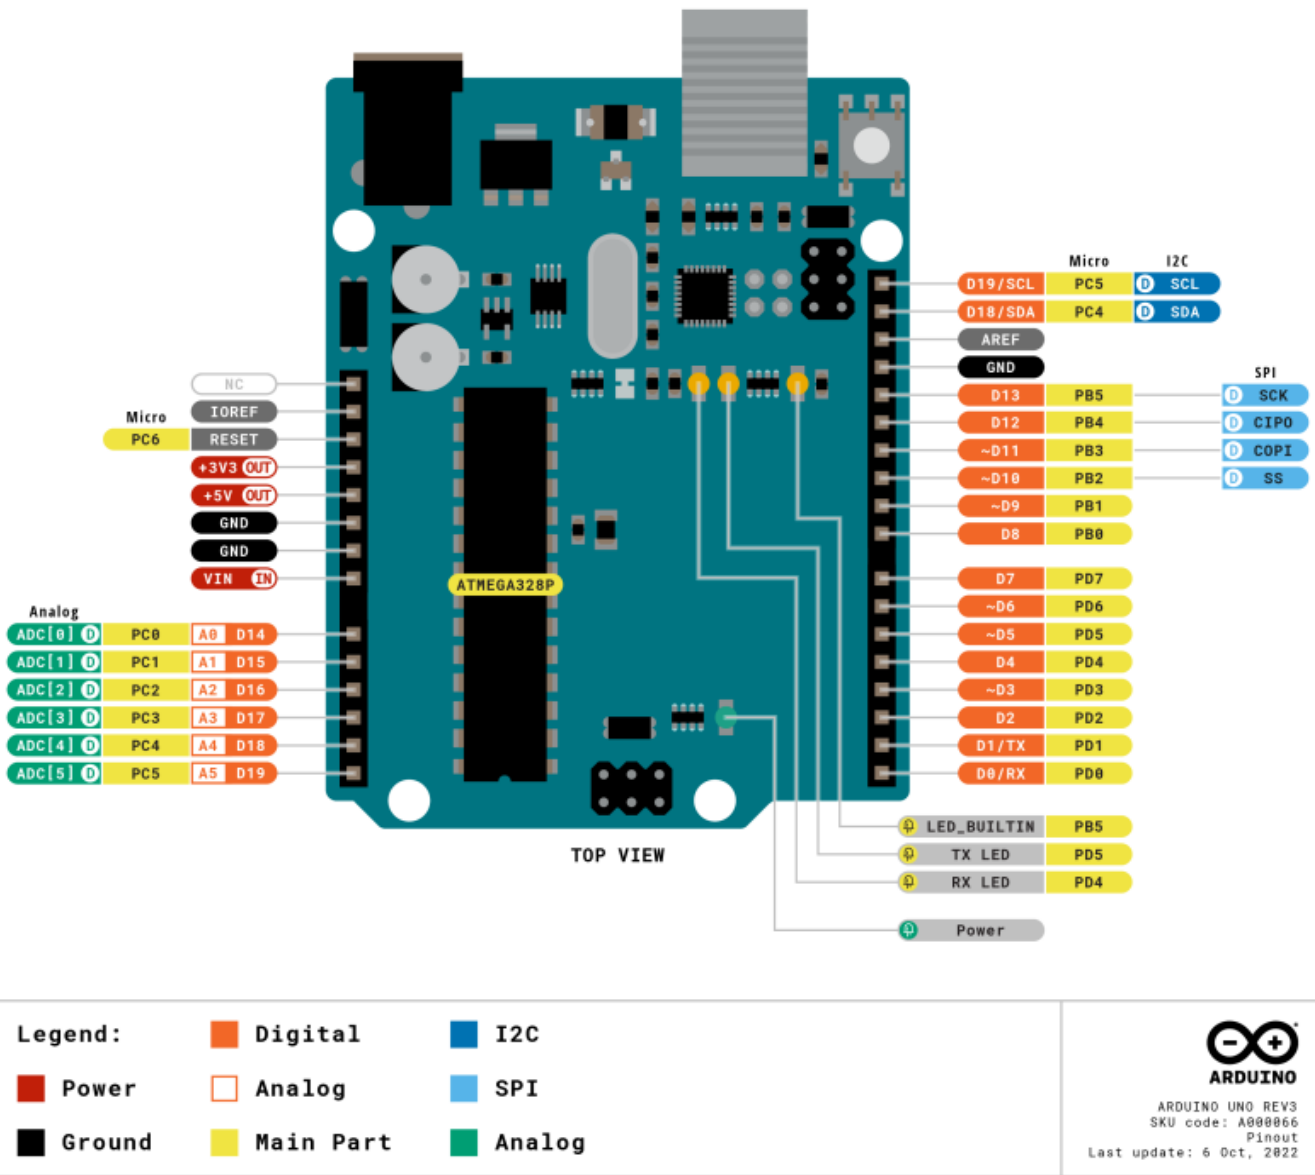 Micro I2C
D19/SCL PC5 D SCL
D18/SDA PC4 D SDA
AREF
GND
SPI
D13 PB5 D SCK
D12 PB4 D CIPO
~D11 PB3 D COPI
~D10 PB2 D SS
~D9 PB1
D8 PB0
D7 PD7
~D6 PD6
~D5 PD5
D4 PD4
~D3 PD3
D2 PD2
D1/TX PD1
D0/RX PD0
NC
IOREF
Micro
PC6 RESET
+3V3 OUT
+5V OUT
GND
GND
VIN IN
Analog
ADC[0] D PC0 A0 D14
ADC[1] D PC1 A1 D15
ADC[2] D PC2 A2 D16
ADC[3] D PC3 A3 D17
ADC[4] D PC4 A4 D18
ADC[5] D PC5 A5 D19
ATMEGA328P
LED_BUILTIN PB5
TX LED PD5
RX LED PD4
Power
TOP VIEW
Legend:
Power
Ground
Digital
Analog
Main Part
I2C
SPI
Analog
ARDUINO
ARDUINO UNO REV3
SKU code: A000066
Pinout
Last update: 6 Oct, 2022